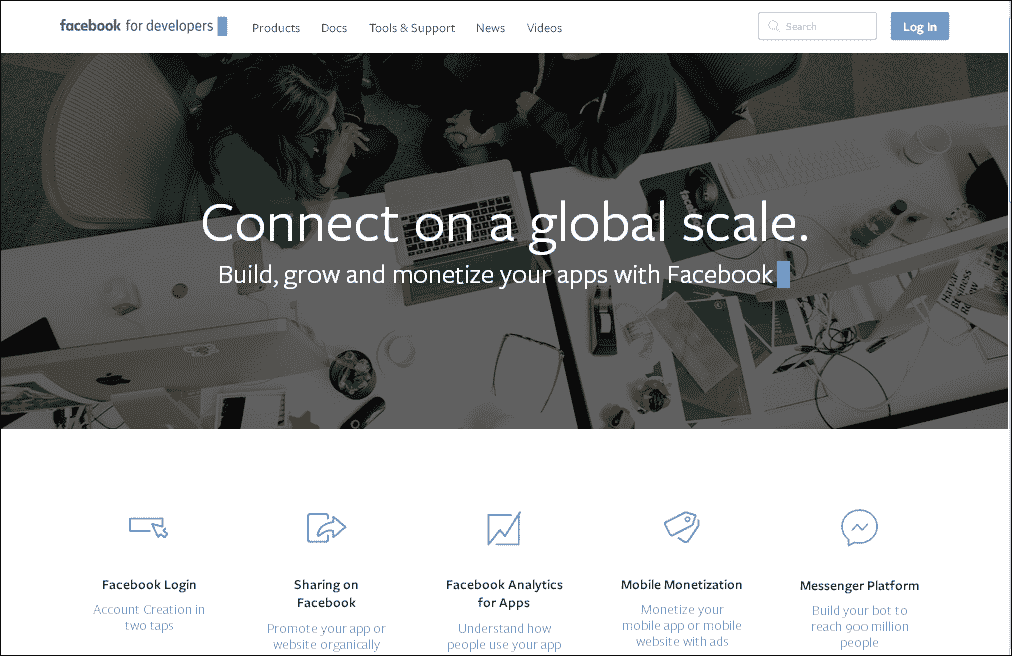 facebook for developers
Products
Docs
Tools & Support
News
Videos
Search
Log In
Connect on a global scale.
Build, grow and monetize your apps with Facebook
Harvard
Business
Review
Facebook Login
Account Creation in
two taps
Sharing on
Facebook
Promote your app or
website organically
Facebook Analytics
for Apps
Understand how
people use your app
Mobile Monetization
Monetize your
mobile app or mobile
website with ads
Messenger Platform
Build your bot to
reach 900 million
people